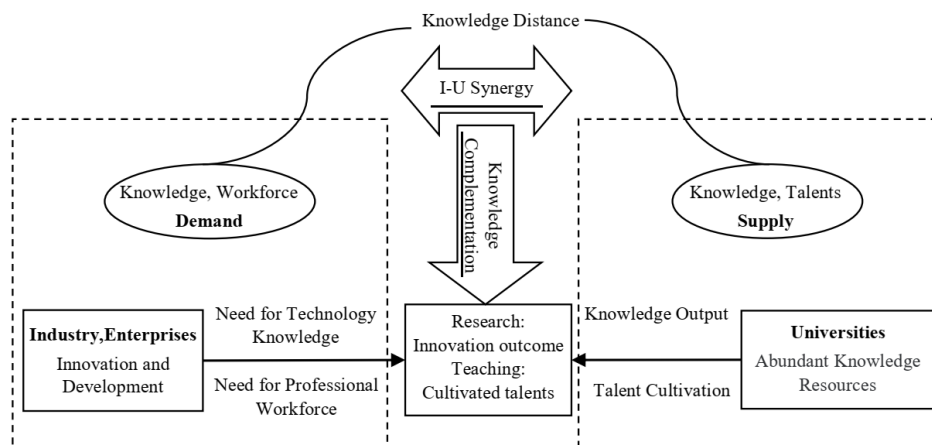 Knowledge Distance
I-U Synergy
Knowledge
Complementation
Knowledge, Workforce
Demand
Knowledge, Talents
Supply
Industry,Enterprises
Innovation and
Development
Need for Technology
Knowledge
Need for Professional
Workforce
Research:
Innovation outcome
Teaching:
Cultivated talents
Knowledge Output
Talent Cultivation
Universities
Abundant Knowledge
Resources